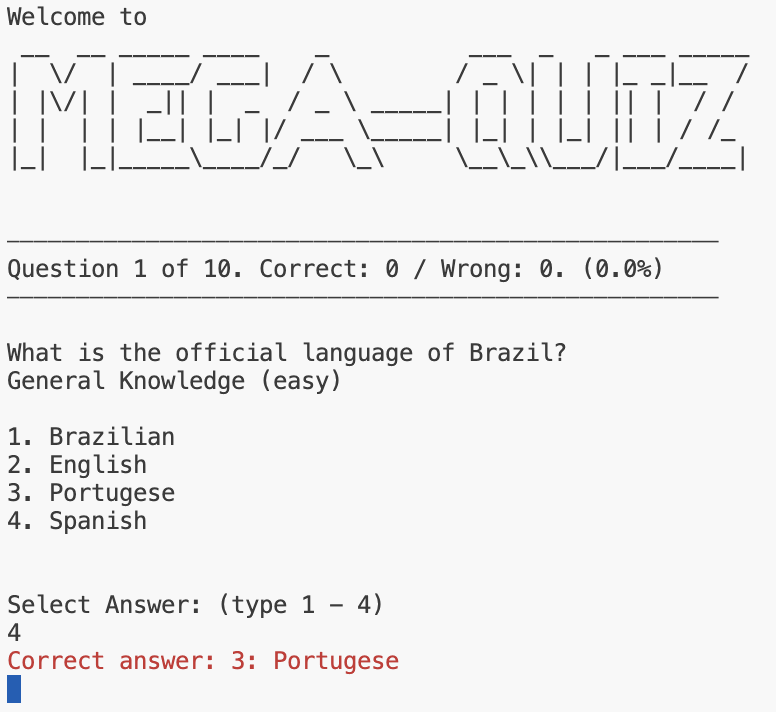 Welcome to
MEGA-QUIZ
Question 1 of 10. Correct: 0 / Wrong: 0. (0.0%)
What is the official language of Brazil?
General Knowledge (easy)
1. Brazilian
2. English
3. Portugese
4. Spanish
Select Answer: (type 1 - 4)
4
Correct answer: 3: Portugese